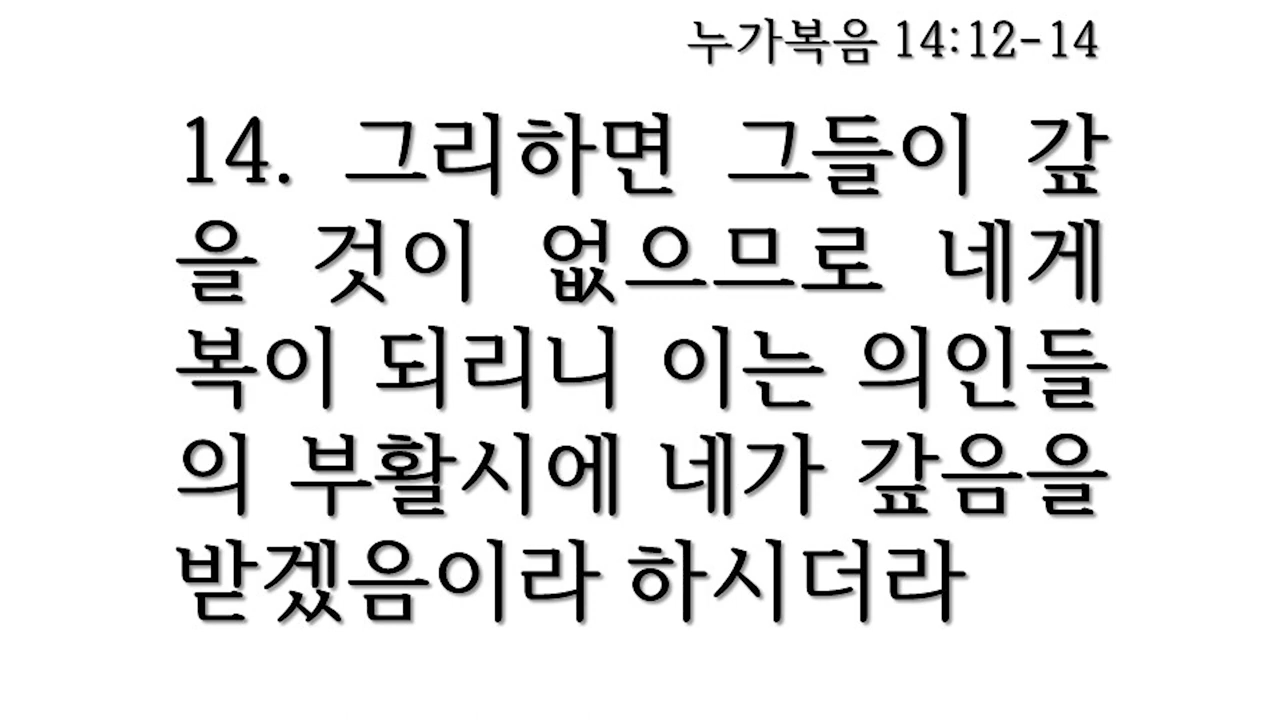 누가복음 14:12-14
14. 그리하면 그들이 갚
을 것이 없으므로 네게
복이 되리니 이는 의인들
의 부활시에 네가 갚음을
받겠음이라 하시더라